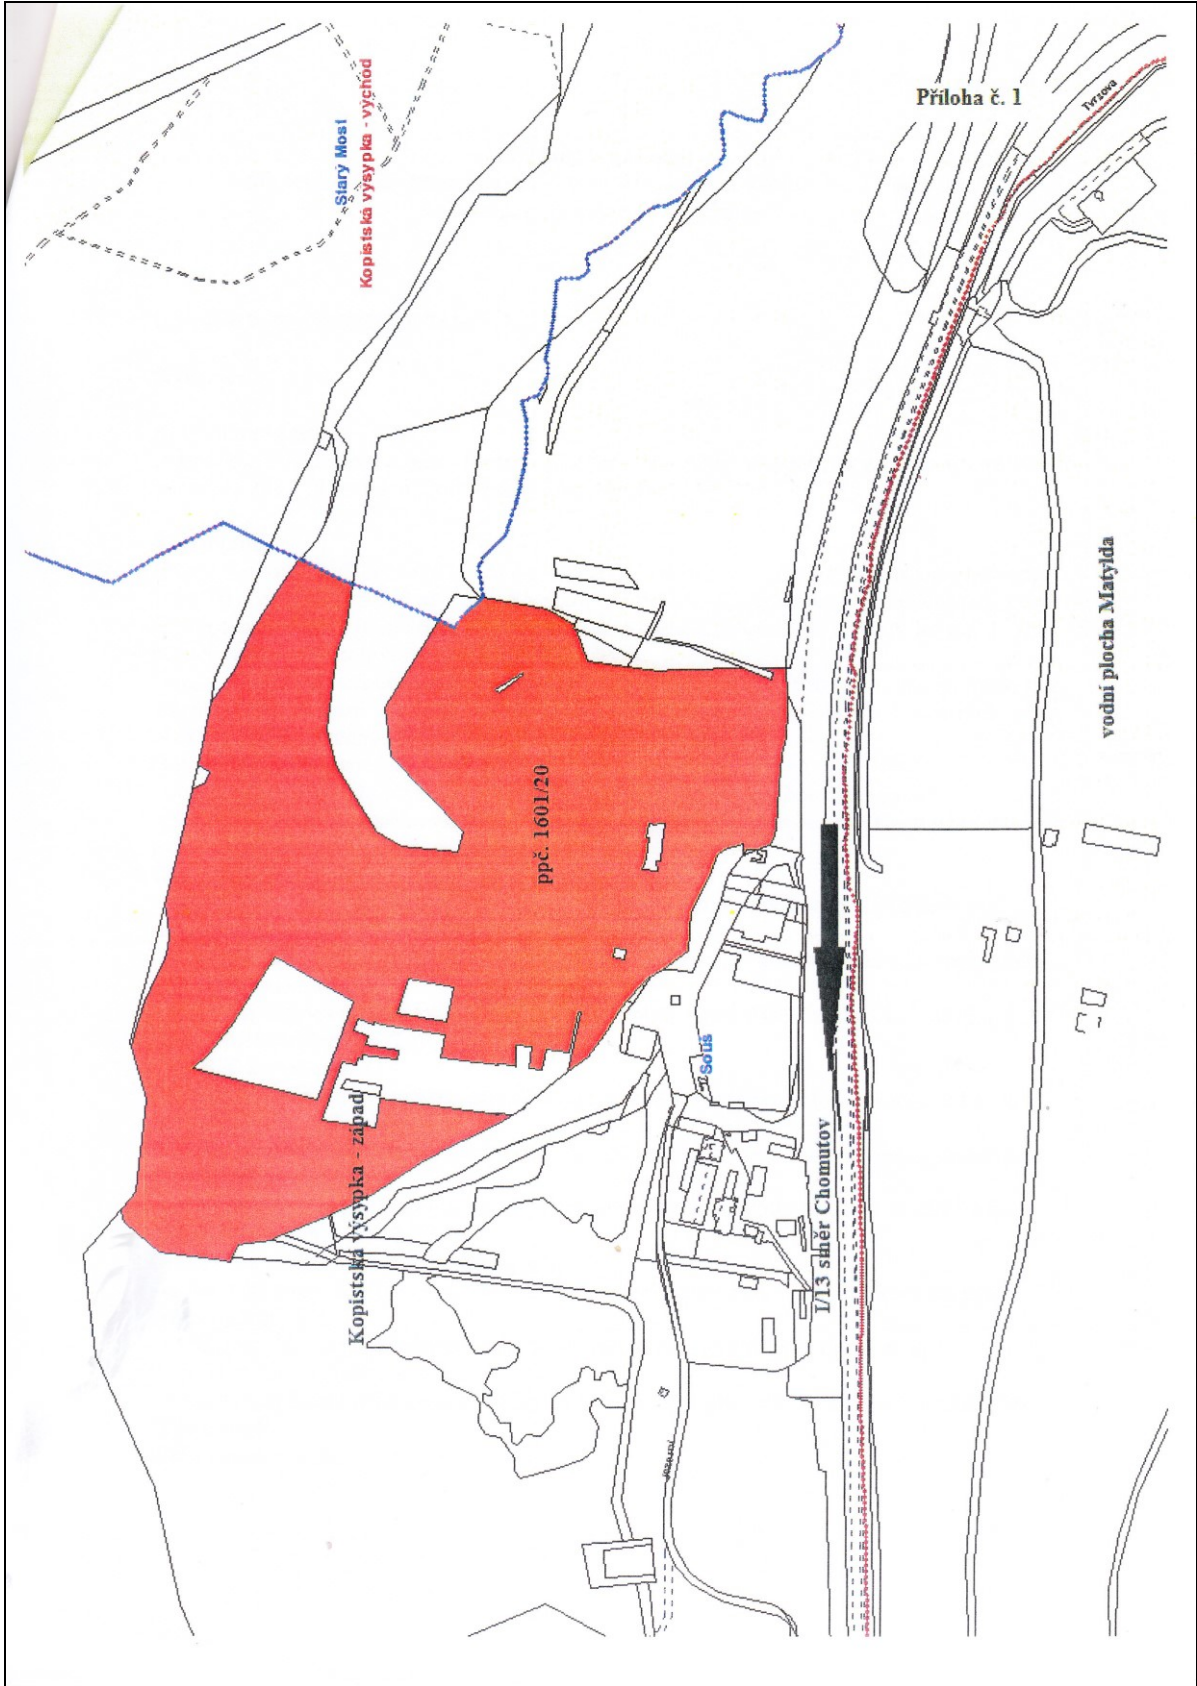 Příloha č. 1
Tvrzova
Starý Most
Kopistská výsypka - východ
vodní plocha Matylda
ppč. 1601/20
Souš
Kopistská výsypka - západ
I/13 směr Chomutov